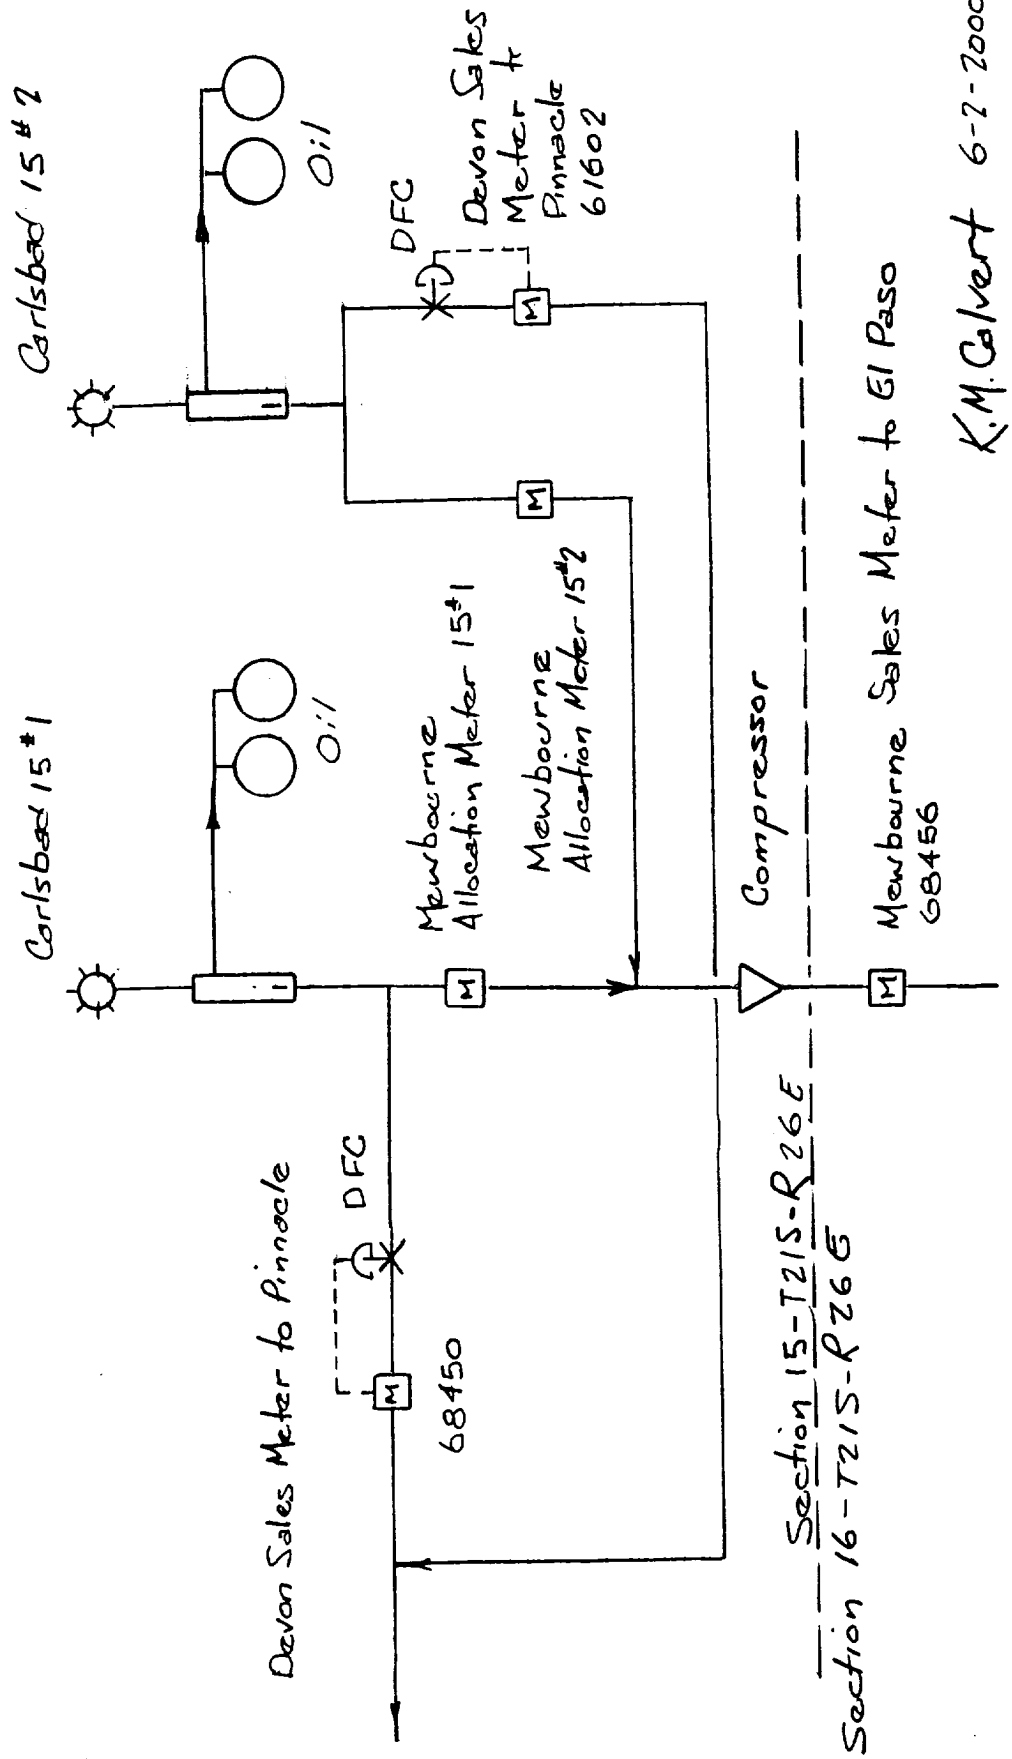 Carlsbad 15 #1
Carlsbad 15 #2
Oil
Oil
Devon Sales Meter to Pinnacle
DFC
M
68450
M
Mewbourne
Allocation Meter 15#1
Mewbourne
Allocation Meter 15#2
M
DFC
M
Devon Sales
Meter to
Pinnacle
61602
Compressor
Section 15-T21S-R26E
Section 16-T21S-R26E
M
Mewbourne Sales Meter to El Paso
68456
K.M. Calvert 6-2-2000